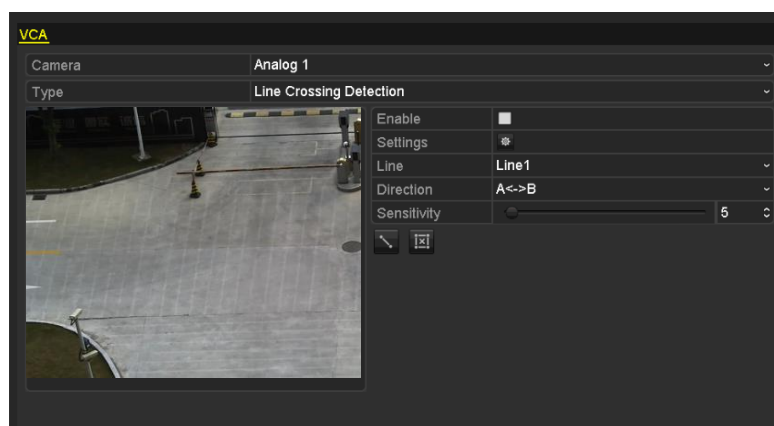 VCA
Camera Analog 1
Type Line Crossing Detection
Enable
Settings
Line Line1
Direction A<->B
Sensitivity 5